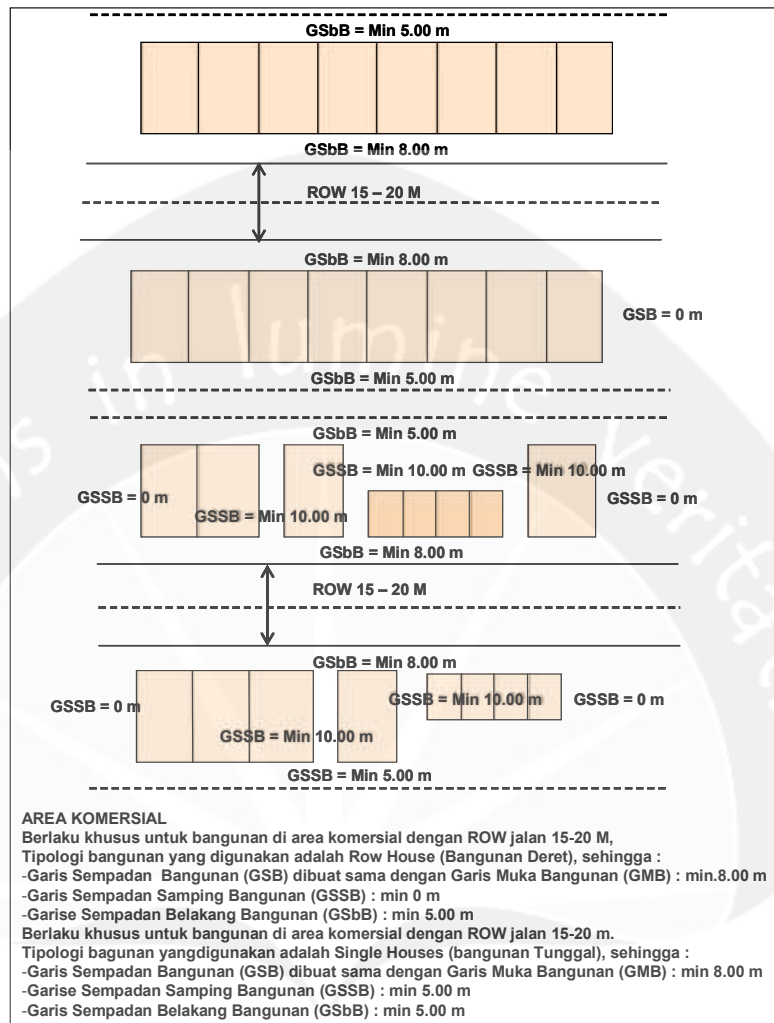 GSbB = Min 5.00 m
GSbB = Min 8.00 m
ROW 15 – 20 M
GSbB = Min 8.00 m
GSB = 0 m
GSbB = Min 5.00 m
GSbB = Min 5.00 m
GSSB = Min 10.00 m GSSB = Min 10.00 m
GSSB = 0 m GSSB = 0 m
GSSB = Min 10.00 m
GSbB = Min 8.00 m
ROW 15 – 20 M
GSbB = Min 8.00 m
GSSB = 0 m GSSB = Min 10.00 m GSSB = 0 m
GSSB = Min 10.00 m
GSSB = Min 5.00 m
AREA KOMERSIAL
Berlaku khusus untuk bangunan di area komersial dengan ROW jalan 15-20 M,
Tipologi bangunan yang digunakan adalah Row House (Bangunan Deret), sehingga :
-Garis Sempadan Bangunan (GSB) dibuat sama dengan Garis Muka Bangunan (GMB) : min.8.00 m
-Garis Sempadan Samping Bangunan (GSSB) : min 0 m
-Garise Sempadan Belakang Bangunan (GSbB) : min 5.00 m
Berlaku khusus untuk bangunan di area komersial dengan ROW jalan 15-20 m.
Tipologi bagunan yangdigunakan adalah Single Houses (bangunan Tunggal), sehingga :
-Garis Sempadan Bangunan (GSB) dibuat sama dengan Garis Muka Bangunan (GMB) : min 8.00 m
-Garise Sempadan Samping Bangunan (GSSB) : min 5.00 m
-Garis Sempadan Belakang Bangunan (GSbB) : min 5.00 m
in lumine veritas